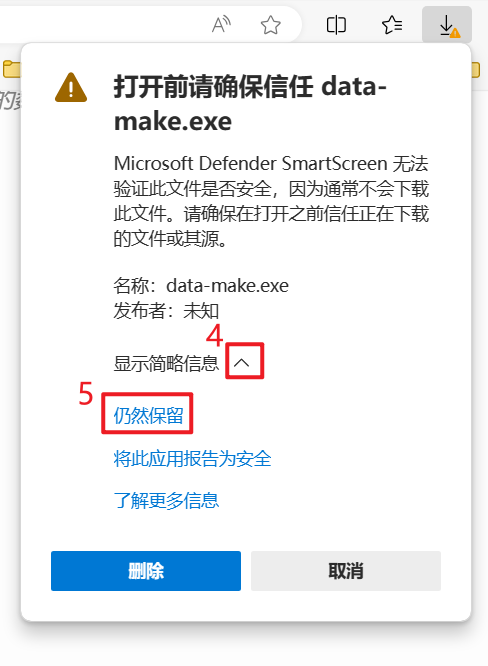 的数
打开前请确保信任 data-
make.exe
Microsoft Defender SmartScreen 无法
验证此文件是否安全，因为通常不会下载
此文件。请确保在打开之前信任正在下载
的文件或其源。
名称：data-make.exe
发布者：未知
4
显示简略信息
5
仍然保留
将此应用报告为安全
了解更多信息
删除
取消